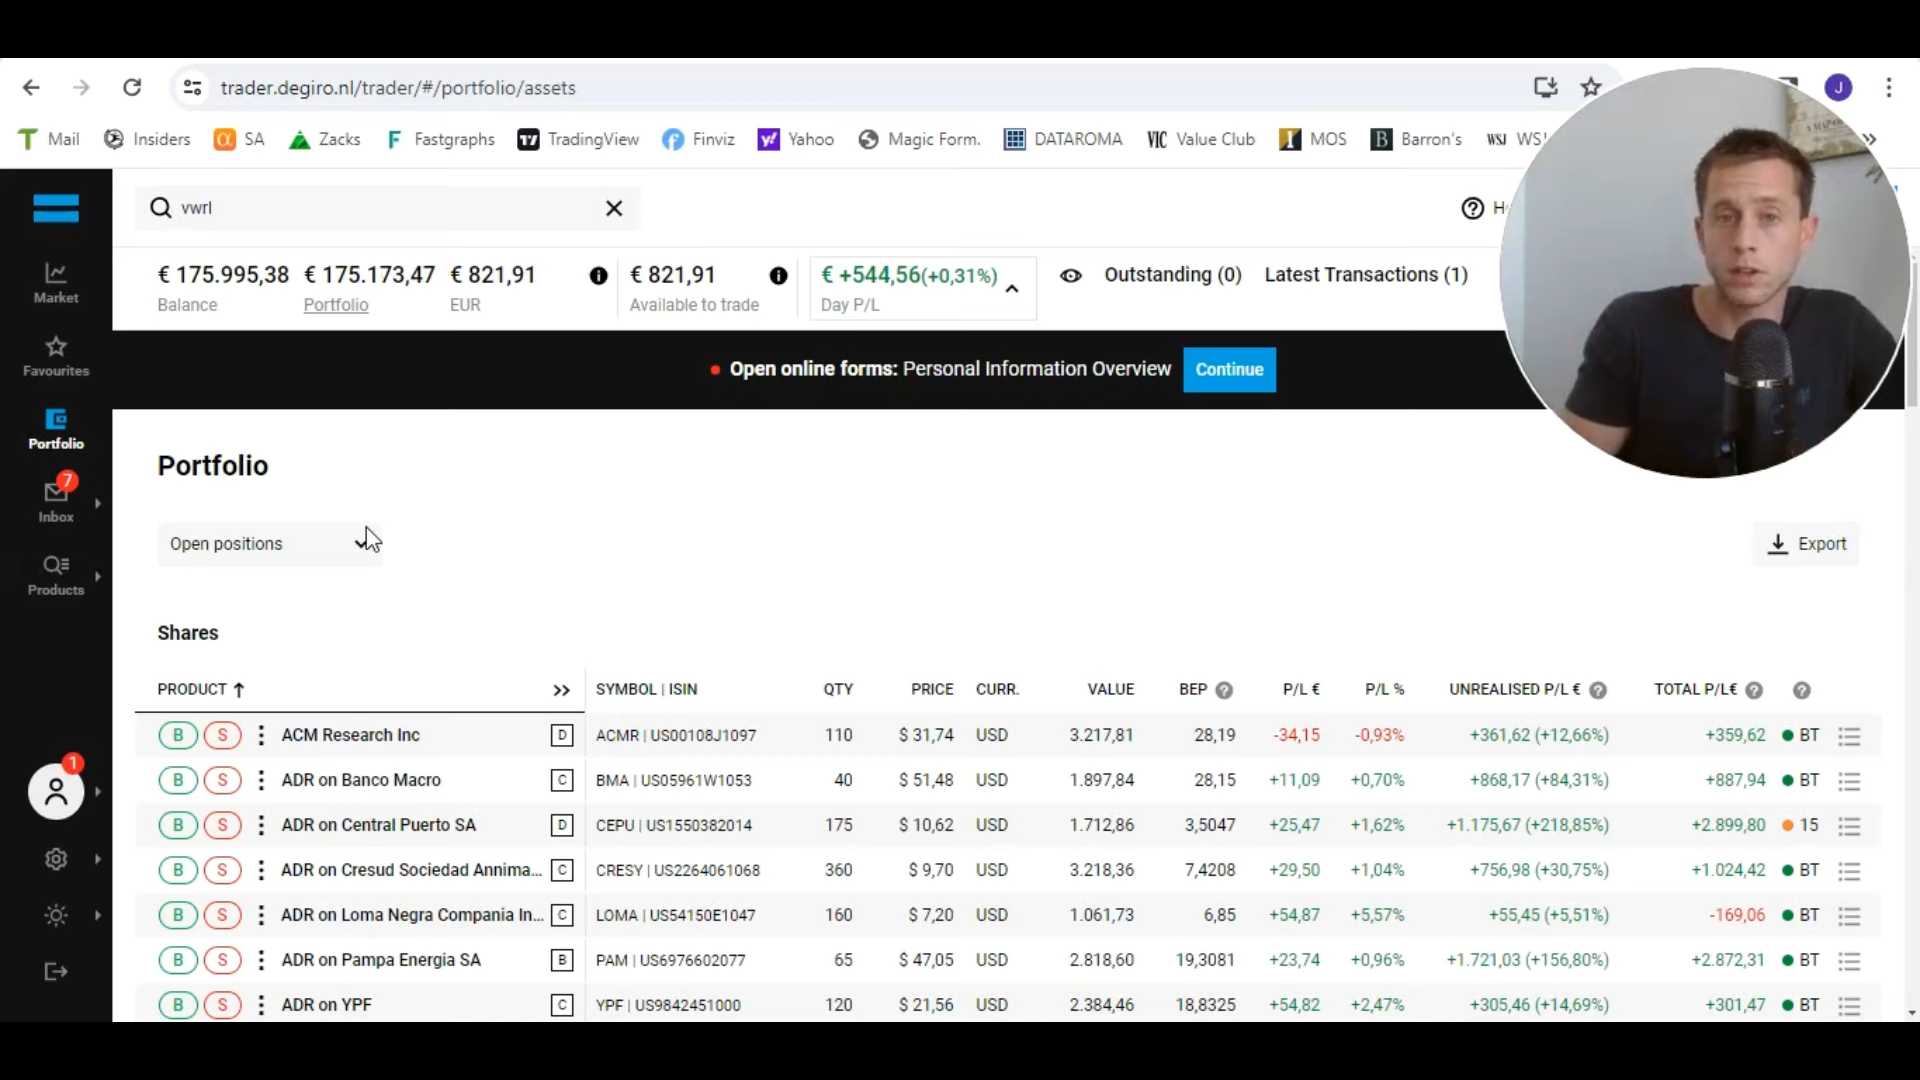 trader.degiro.nl/trader/#/portfolio/assets
J
Mail Insiders SA Zacks Fastgraphs TradingView Finviz Yahoo Magic Form. DATAROMA VIC Value Club MOS B Barron's WSJ
vwrl
€ 175.995,38 € 175.173,47 € 821,91 € 821,91 € +544,56(+0,31%) Outstanding (0) Latest Transactions (1)
Balance Portfolio EUR Available to trade Day P/L
Market
Favourites
Portfolio
7
Inbox
Products
1
Open online forms: Personal Information Overview Continue
Portfolio
Open positions Export
Shares
PRODUCT SYMBOL | ISIN QTY PRICE CURR. VALUE BEP P/L € P/L % UNREALISED P/L € TOTAL P/L€
B S ACM Research Inc D ACMR | US00108J1097 110 $ 31,74 USD 3.217,81 28,19 -34,15 -0,93% +361,62 (+12,66%) +359,62 BT
B S ADR on Banco Macro C BMA | US05961W1053 40 $ 51,48 USD 1.897,84 28,15 +11,09 +0,70% +868,17 (+84,31%) +887,94 BT
B S ADR on Central Puerto SA D CEPU | US1550382014 175 $ 10,62 USD 1.712,86 3,5047 +25,47 +1,62% +1.175,67 (+218,85%) +2.899,80 15
B S ADR on Cresud Sociedad Annima... C CRESY | US2264061068 360 $ 9,70 USD 3.218,36 7,4208 +29,50 +1,04% +756,98 (+30,75%) +1.024,42 BT
B S ADR on Loma Negra Compania In... C LOMA | US54150E1047 160 $ 7,20 USD 1.061,73 6,85 +54,87 +5,57% +55,45 (+5,51%) -169,06 BT
B S ADR on Pampa Energia SA B PAM | US6976602077 65 $ 47,05 USD 2.818,60 19,3081 +23,74 +0,96% +1.721,03 (+156,80%) +2.872,31 BT
B S ADR on YPF C YPF | US9842451000 120 $ 21,56 USD 2.384,46 18,8325 +54,82 +2,47% +305,46 (+14,69%) +301,47 BT